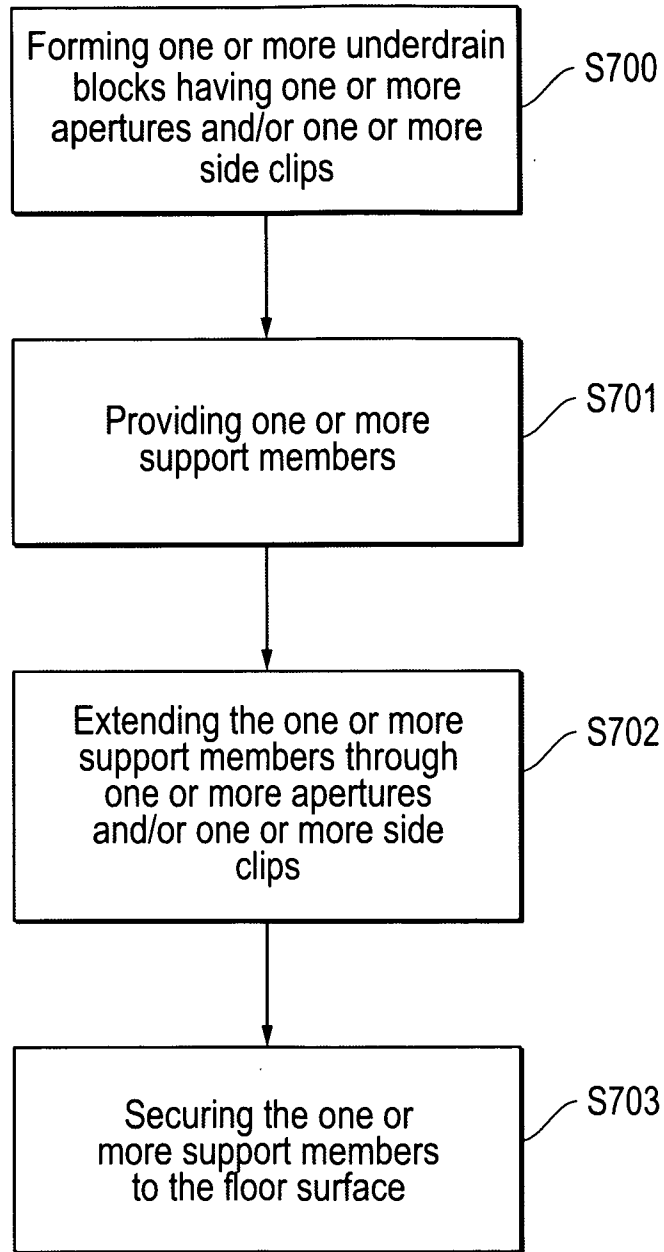 Forming one or more underdrain
blocks having one or more
apertures and/or one or more
side clips
S700
Providing one or more
support members
S701
Extending the one or more
support members through
one or more apertures
and/or one or more side
clips
S702
Securing the one or
more support members
to the floor surface
S703